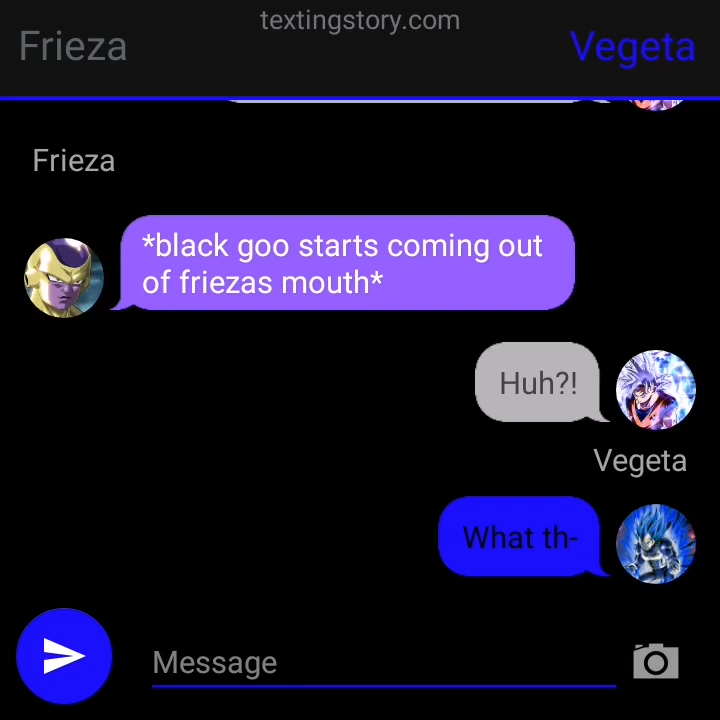 textingstory.com
Frieza
Vegeta
Frieza
*black goo starts coming out
of friezas mouth*
Huh?!
Vegeta
What th-
Message